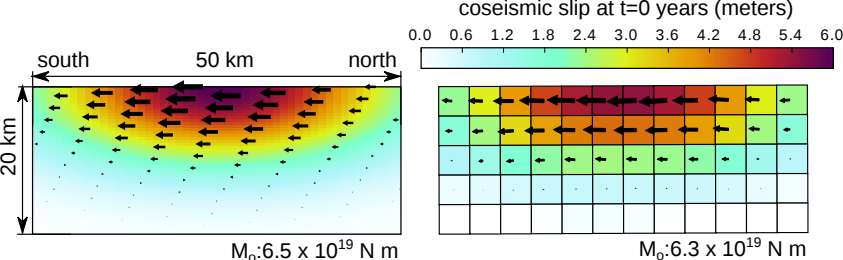 coseismic slip at t=0 years (meters)
0.0 0.6 1.2 1.8 2.4 3.0 3.6 4.2 4.8 5.4 6.0
south 50 km north
20 km
Mo:6.5 x 10^19 N m
Mo:6.3 x 10^19 N m